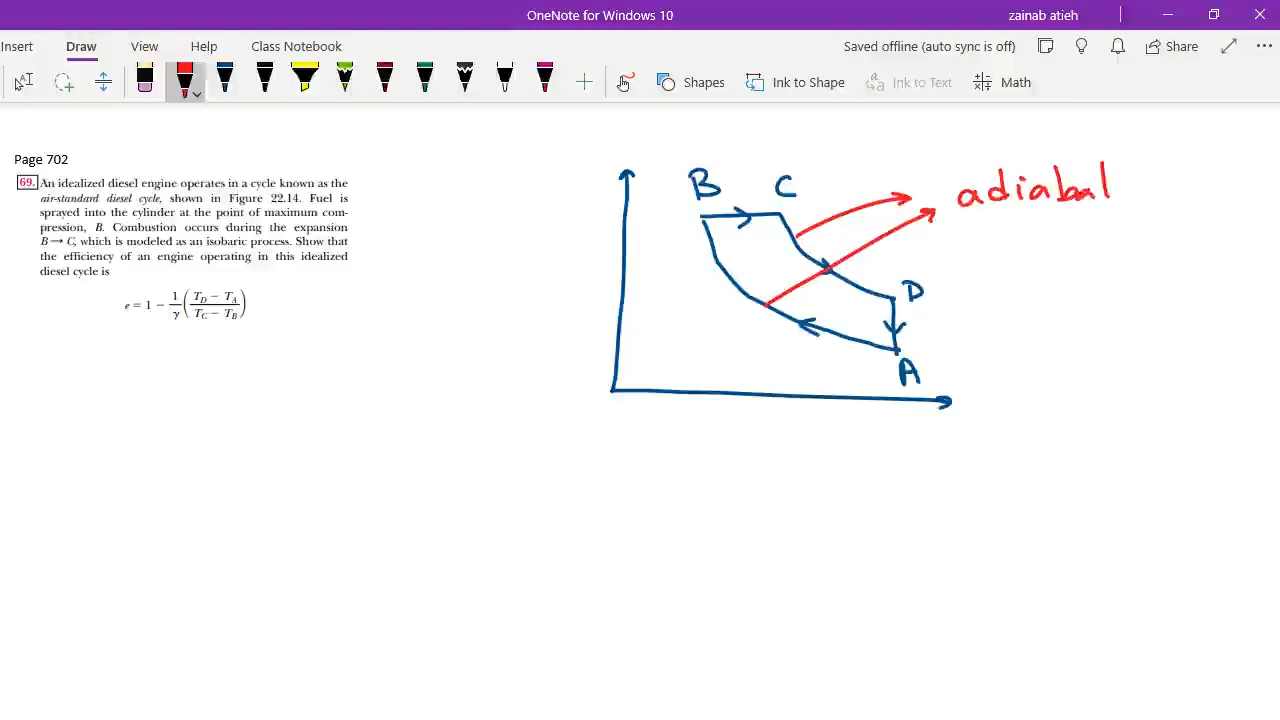 OneNote for Windows 10
zainab atieh
Insert
Draw
View
Help
Class Notebook
Saved offline (auto sync is off)
Share
Shapes
Ink to Shape
Ink to Text
Math
Page 702
69. An idealized diesel engine operates in a cycle known as the
air-standard diesel cycle, shown in Figure 22.14. Fuel is
sprayed into the cylinder at the point of maximum com-
pression, B. Combustion occurs during the expansion
B → C, which is modeled as an isobaric process. Show that
the efficiency of an engine operating in this idealized
diesel cycle is
e = 1 − 1/γ ( (T_D − T_A) / (T_C − T_B) )
B
C
adiabal
D
A